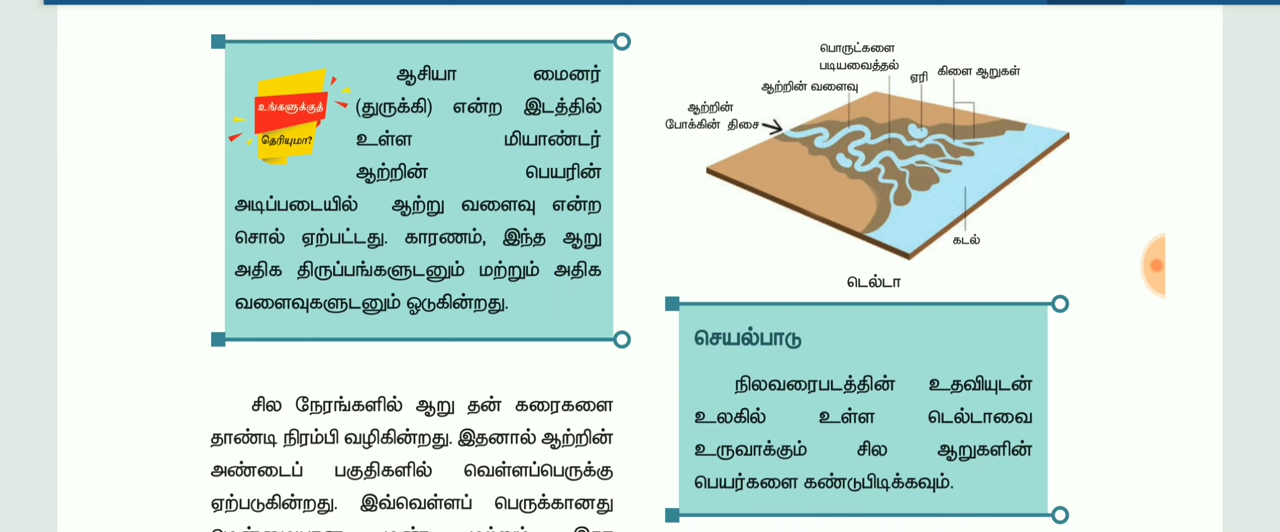 உங்களுக்குத்
தெரியுமா?
ஆசியா மைனர்
(துருக்கி) என்ற இடத்தில்
உள்ள மியாண்டர்
ஆற்றின் பெயரின்
அடிப்படையில் ஆற்று வளைவு என்ற
சொல் ஏற்பட்டது. காரணம், இந்த ஆறு
அதிக திருப்பங்களுடனும் மற்றும் அதிக
வளைவுகளுடனும் ஓடுகின்றது.
சில நேரங்களில் ஆறு தன் கரைகளை
தாண்டி நிரம்பி வழிகின்றது. இதனால் ஆற்றின்
அண்டைப் பகுதிகளில் வெள்ளப்பெருக்கு
ஏற்படுகின்றது. இவ்வெள்ளப் பெருக்கானது
பொருட்களை
படியவைத்தல்
ஆற்றின் வளைவு
ஏரி
கிளை ஆறுகள்
ஆற்றின்
போக்கின் திசை
கடல்
டெல்டா
செயல்பாடு
நிலவரைபடத்தின் உதவியுடன்
உலகில் உள்ள டெல்டாவை
உருவாக்கும் சில ஆறுகளின்
பெயர்களை கண்டுபிடிக்கவும்.